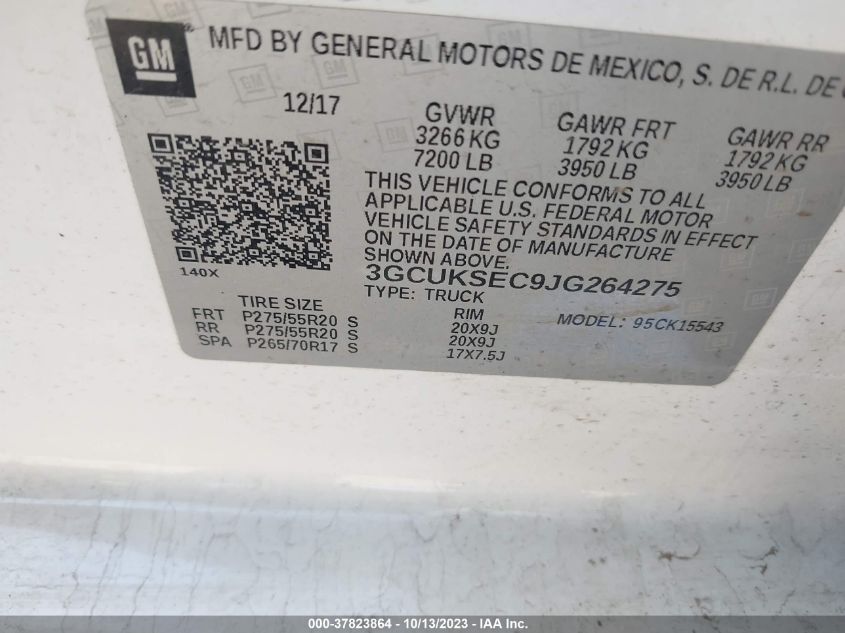 GM
MFD BY GENERAL MOTORS DE MEXICO, S. DE R.L. DE
12/17
GVWR
3266 KG
7200 LB
GAWR FRT
1792 KG
3950 LB
GAWR RR
1792 KG
3950 LB
THIS VEHICLE CONFORMS TO ALL
APPLICABLE U.S. FEDERAL MOTOR
VEHICLE SAFETY STANDARDS IN EFFECT
ON THE DATE OF MANUFACTURE
SHOWN ABOVE.
140X
3GCUKSEC9JG264275
TYPE: TRUCK
TIRE SIZE RIM MODEL: 95CK15543
FRT P275/55R20 S 20X9J
RR P275/55R20 S 20X9J
SPA P265/70R17 S 17X7.5J
000-37823864 - 10/13/2023 - IAA Inc.